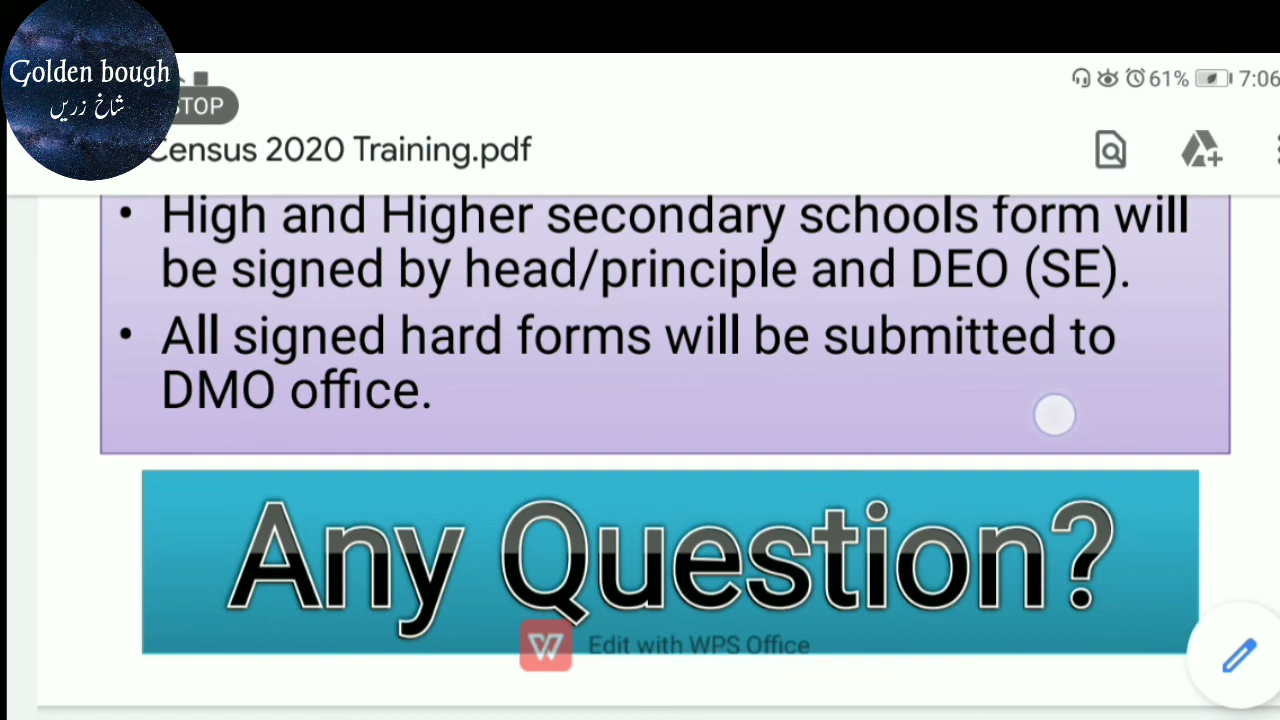 Golden bough
شاخ زریں
STOP
61% 7:06
Census 2020 Training.pdf
• High and Higher secondary schools form will
be signed by head/principle and DEO (SE).
• All signed hard forms will be submitted to
DMO office.
Any Question?
Edit with WPS Office